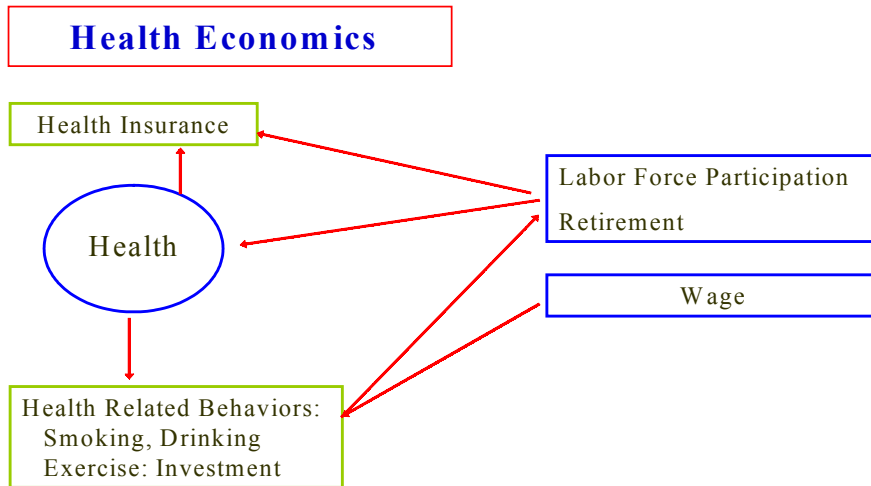 Health Economics
Health Insurance
Labor Force Participation
Retirement
Health
Wage
Health Related Behaviors:
Smoking, Drinking
Exercise: Investment